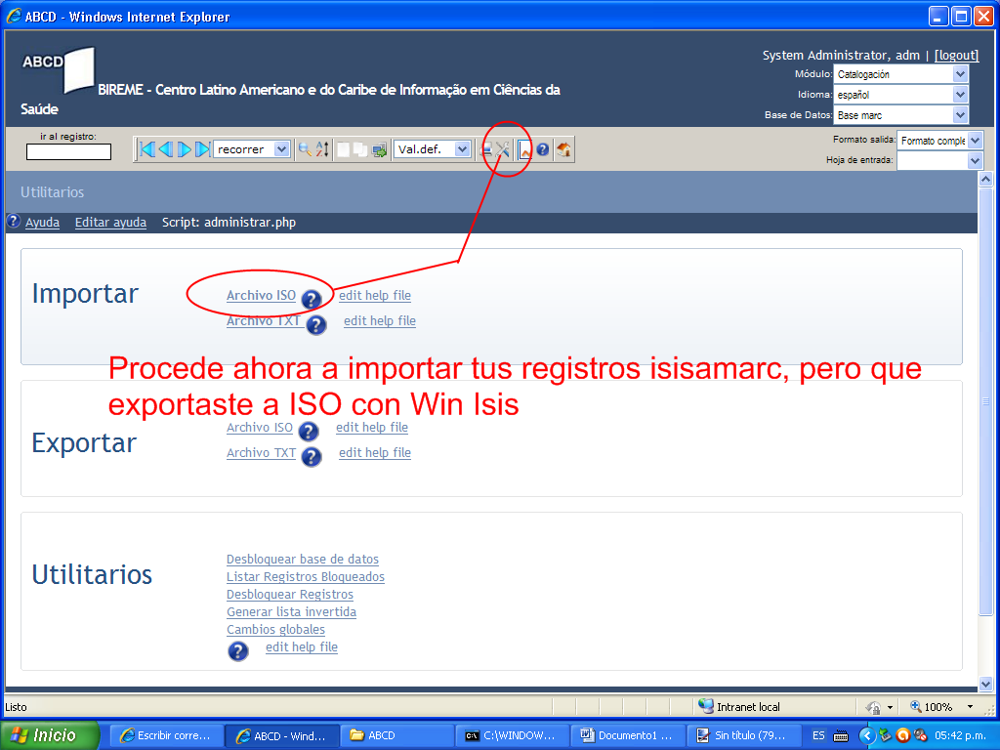 ABCD - Windows Internet Explorer
ABCD
BIREME - Centro Latino Americano e do Caribe de Informação em Ciências da
Saúde
System Administrator, adm | [logout]
Módulo: Catalogación
Idioma: español
Base de Datos: Base marc
ir al registro:
recorrer
Val.def.
Formato salida: Formato comple
Hoja de entrada:
Utilitarios
Ayuda Editar ayuda Script: administrar.php
Importar
Archivo ISO edit help file
Archivo TXT edit help file
Procede ahora a importar tus registros isisamarc, pero que
exportaste a ISO con Win Isis
Exportar
Archivo ISO edit help file
Archivo TXT edit help file
Utilitarios
Desbloquear base de datos
Listar Registros Bloqueados
Desbloquear Registros
Generar lista invertida
Cambios globales
edit help file
Listo Intranet local 100%
Inicio Escribir corre... ABCD - Wind... ABCD C:\WINDOW... Documento1 ... Sin título (79... ES 05:42 p.m.